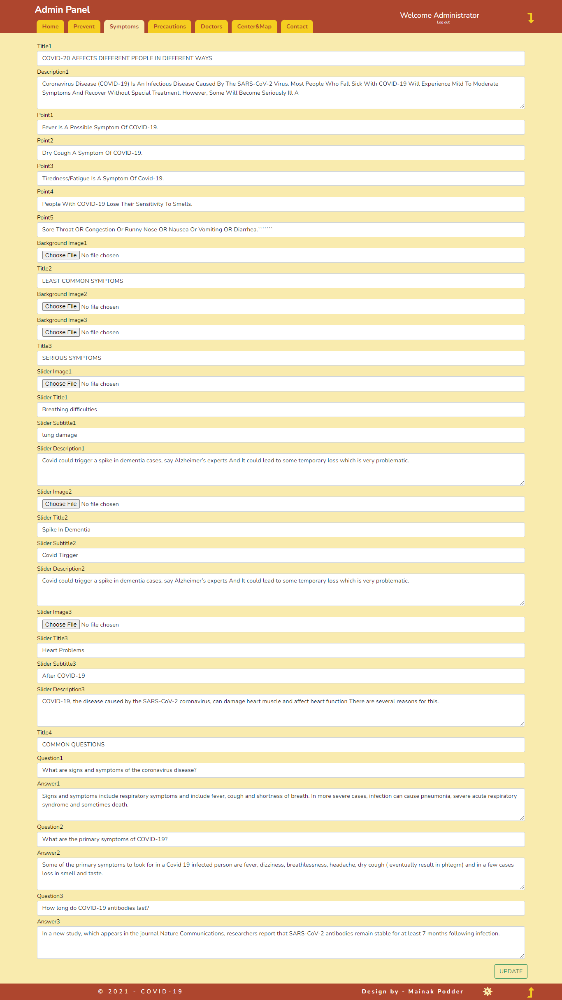 Admin Panel
Welcome Administrator
Log out
Home Prevent Symptoms Precautions Doctors Center&Map Contact
Title1
COVID-20 AFFECTS DIFFERENT PEOPLE IN DIFFERENT WAYS
Description1
Coronavirus Disease (COVID-19) Is An Infectious Disease Caused By The SARS-CoV-2 Virus. Most People Who Fall Sick With COVID-19 Will Experience Mild To Moderate
Symptoms And Recover Without Special Treatment. However, Some Will Become Seriously Ill A
Point1
Fever Is A Possible Symptom Of COVID-19.
Point2
Dry Cough A Symptom Of COVID-19.
Point3
Tiredness/Fatigue Is A Symptom Of Covid-19.
Point4
People With COVID-19 Lose Their Sensitivity To Smells.
Point5
Sore Throat OR Congestion Or Runny Nose OR Nausea Or Vomiting OR Diarrhea.```````
Background Image1
Choose File No file chosen
Title2
LEAST COMMON SYMPTOMS
Background Image2
Choose File No file chosen
Background Image3
Choose File No file chosen
Title3
SERIOUS SYMPTOMS
Slider Image1
Choose File No file chosen
Slider Title1
Breathing difficulties
Slider Subtitle1
lung damage
Slider Description1
Covid could trigger a spike in dementia cases, say Alzheimer's experts And It could lead to some temporary loss which is very problematic.
Slider Image2
Choose File No file chosen
Slider Title2
Spike In Dementia
Slider Subtitle2
Covid Tirgger
Slider Description2
Covid could trigger a spike in dementia cases, say Alzheimer's experts And It could lead to some temporary loss which is very problematic.
Slider Image3
Choose File No file chosen
Slider Title3
Heart Problems
Slider Subtitle3
After COVID-19
Slider Description3
COVID-19, the disease caused by the SARS-CoV-2 coronavirus, can damage heart muscle and affect heart function There are several reasons for this.
Title4
COMMON QUESTIONS
Question1
What are signs and symptoms of the coronavirus disease?
Answer1
Signs and symptoms include respiratory symptoms and include fever, cough and shortness of breath. In more severe cases, infection can cause pneumonia, severe acute respiratory
syndrome and sometimes death.
Question2
What are the primary symptoms of COVID-19?
Answer2
Some of the primary symptoms to look for in a Covid 19 infected person are fever, dizziness, breathlessness, headache, dry cough ( eventually result in phlegm) and in a few cases
loss in smell and taste.
Question3
How long do COVID-19 antibodies last?
Answer3
In a new study, which appears in the journal Nature Communications, researchers report that SARS-CoV-2 antibodies remain stable for at least 7 months following infection.
UPDATE
© 2021 - COVID-19
Design by - Mainak Podder